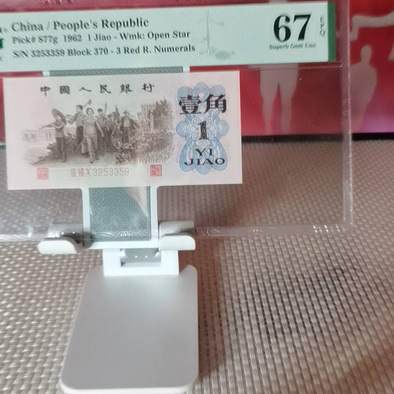 China / People's Republic
Pick# 877g 1962 1 Jiao - Wmk: Open Star
S/N 3253359 Block 370 - 3 Red R. Numerals
67 EPQ
Superb Gem Unc
中國人民銀行
壹角
1
YI
JIAO
X3253359